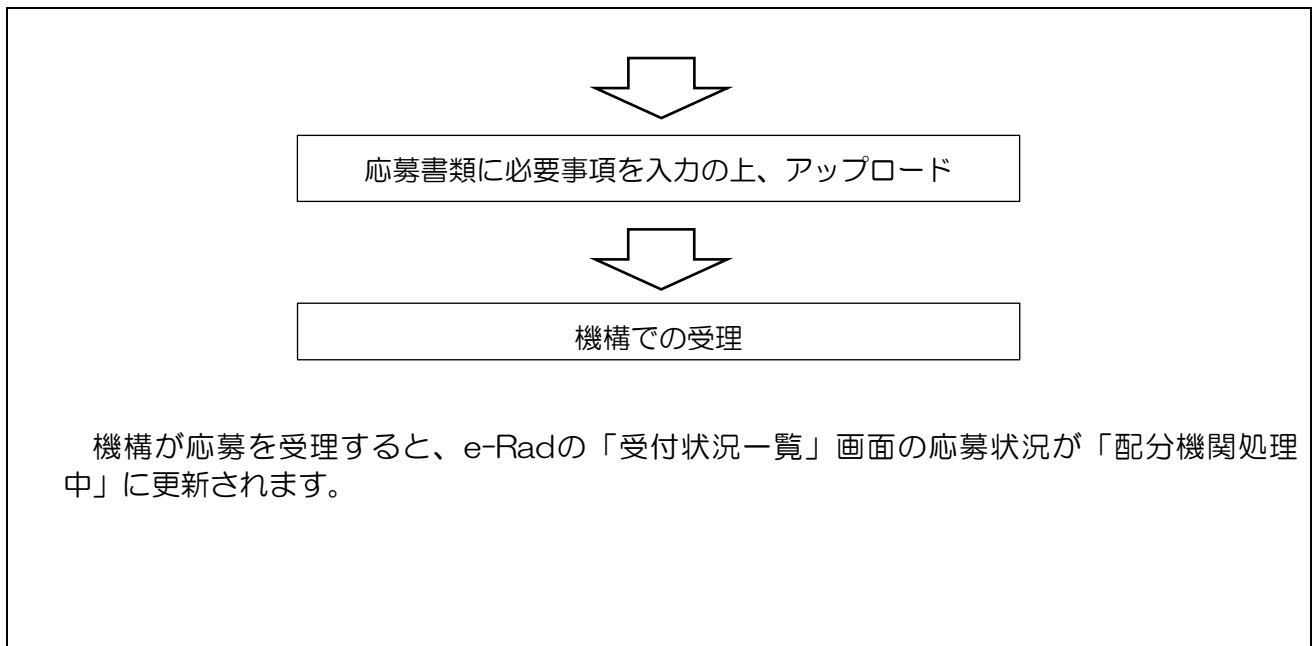 応募書類に必要事項を入力の上、アップロード
機構での受理
機構が応募を受理すると、e-Radの「受付状況一覧」画面の応募状況が「配分機関処理
中」に更新されます。